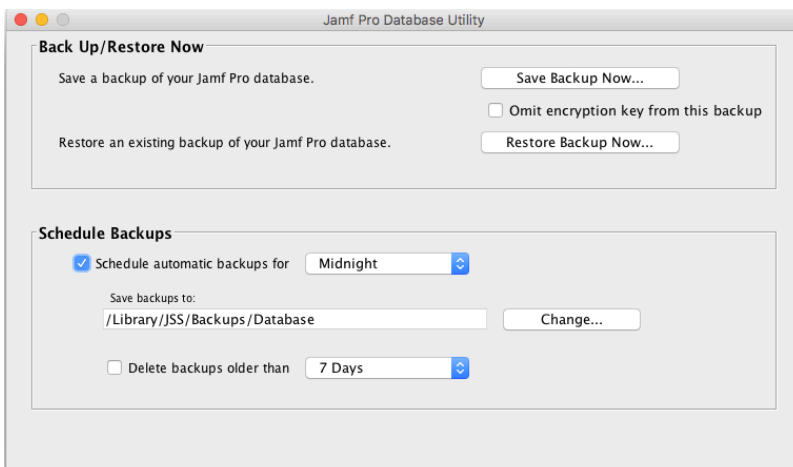 Jamf Pro Database Utility
Back Up/Restore Now
Save a backup of your Jamf Pro database.
Save Backup Now...
Omit encryption key from this backup
Restore an existing backup of your Jamf Pro database.
Restore Backup Now...
Schedule Backups
Schedule automatic backups for
Midnight
Save backups to:
/Library/JSS/Backups/Database
Change...
Delete backups older than
7 Days